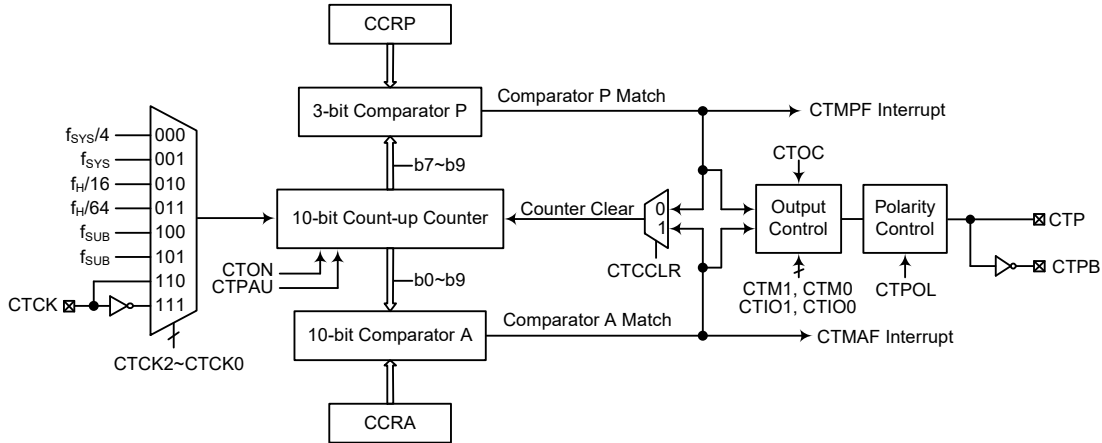 CCRP
3-bit Comparator P
Comparator P Match
CTMPF Interrupt
fSYS/4
000
fSYS
001
fH/16
010
fH/64
011
fSUB
100
fSUB
101
110
111
CTCK
CTCK2~CTCK0
b7~b9
10-bit Count-up Counter
Counter Clear
0
1
CTCCLR
CTON
CTPAU
b0~b9
CTOC
Output
Control
CTM1, CTM0
CTIO1, CTIO0
Polarity
Control
CTPOL
CTP
CTPB
10-bit Comparator A
Comparator A Match
CTMAF Interrupt
CCRA